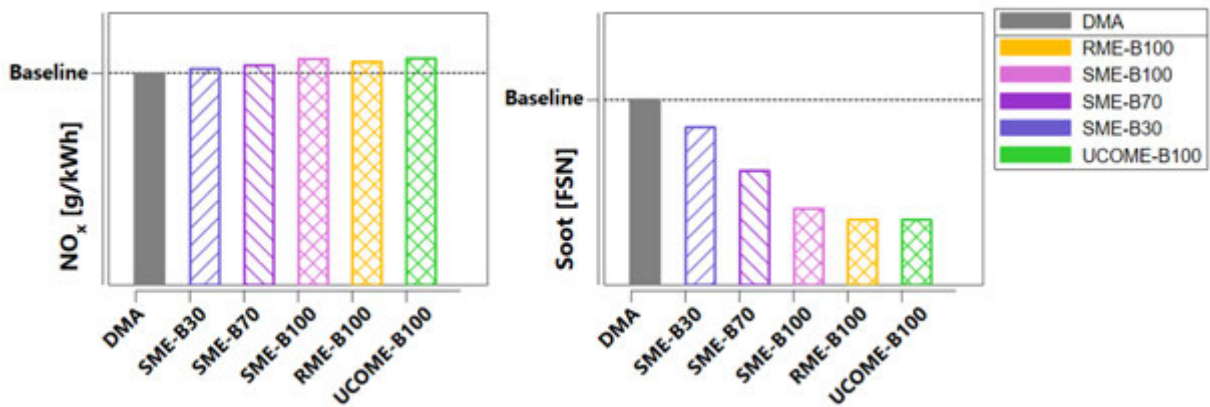 Baseline
NOx [g/kWh]
DMA
SME-B30
SME-B70
SME-B100
RME-B100
UCOME-B100
Baseline
Soot [FSN]
DMA
SME-B30
SME-B70
SME-B100
RME-B100
UCOME-B100
DMA
RME-B100
SME-B100
SME-B70
SME-B30
UCOME-B100